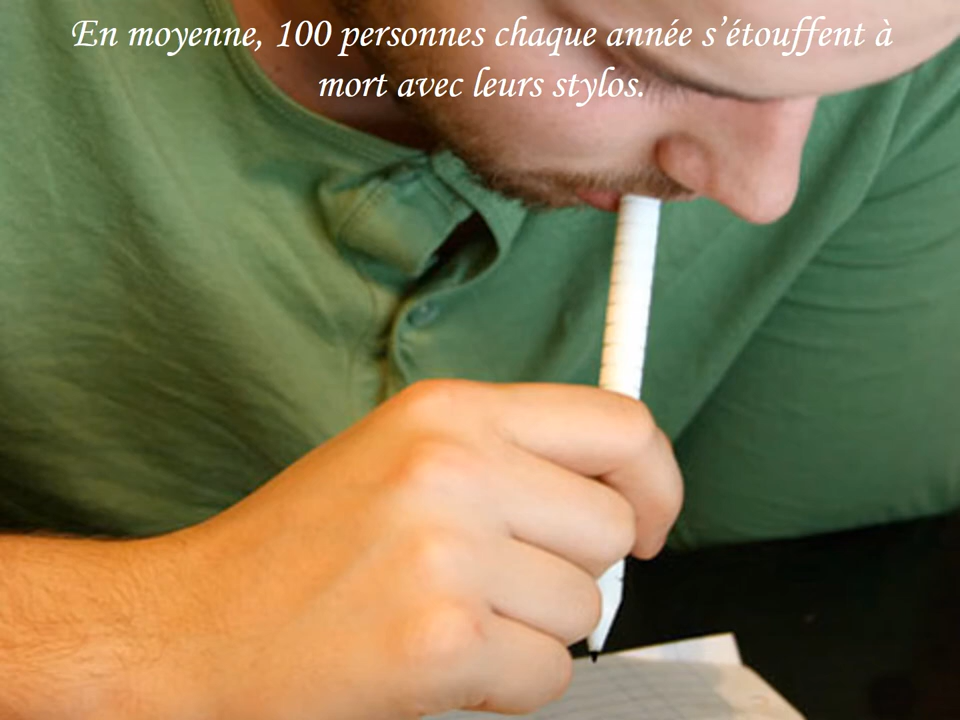 En moyenne, 100 personnes chaque année s’étouffent à
mort avec leurs stylos.